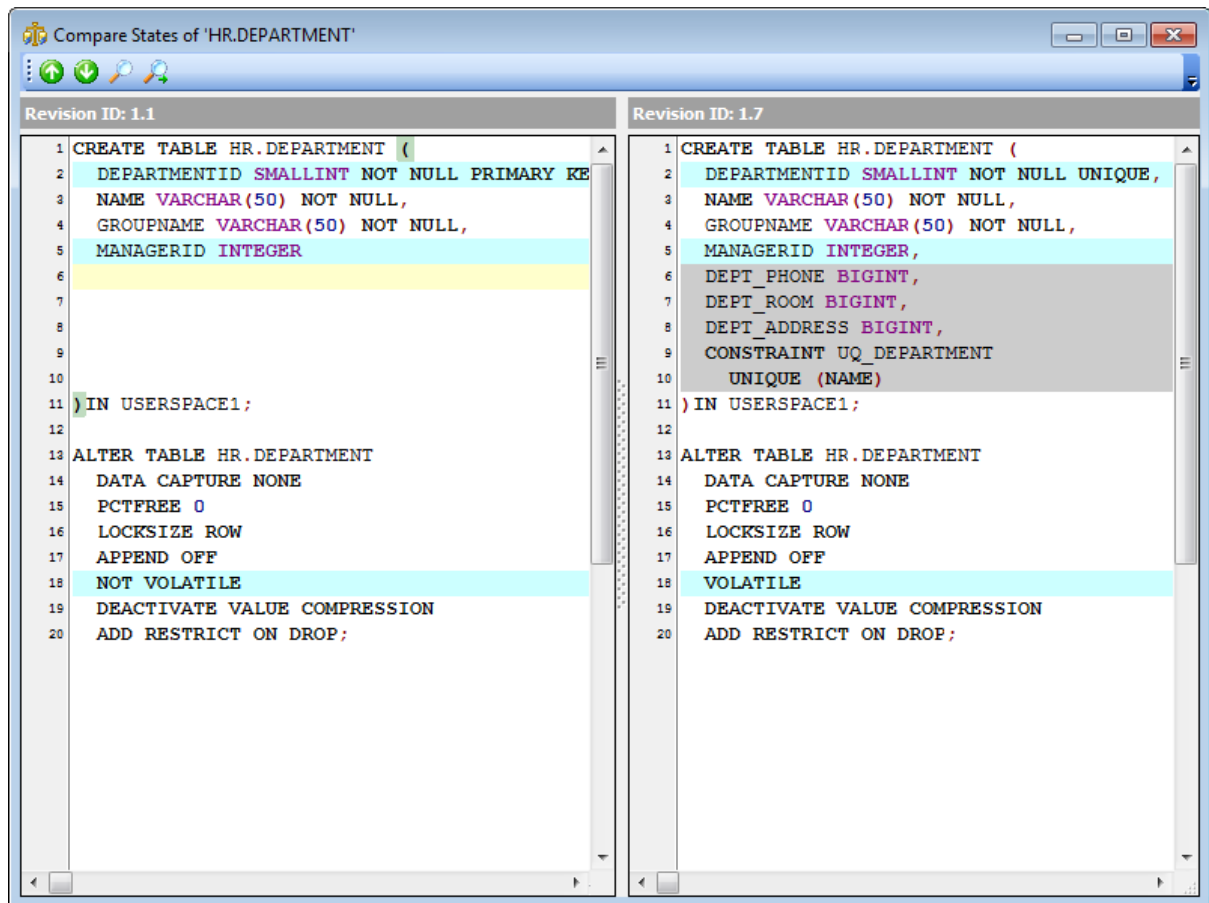 Compare States of 'HR.DEPARTMENT'
Revision ID: 1.1
1 CREATE TABLE HR.DEPARTMENT (
2 DEPARTMENTID SMALLINT NOT NULL PRIMARY KE
3 NAME VARCHAR(50) NOT NULL,
4 GROUPNAME VARCHAR(50) NOT NULL,
5 MANAGERID INTEGER
6
7
8
9
10
11 )IN USERSPACE1;
12
13 ALTER TABLE HR.DEPARTMENT
14 DATA CAPTURE NONE
15 PCTFREE 0
16 LOCKSIZE ROW
17 APPEND OFF
18 NOT VOLATILE
19 DEACTIVATE VALUE COMPRESSION
20 ADD RESTRICT ON DROP;
Revision ID: 1.7
1 CREATE TABLE HR.DEPARTMENT (
2 DEPARTMENTID SMALLINT NOT NULL UNIQUE,
3 NAME VARCHAR(50) NOT NULL,
4 GROUPNAME VARCHAR(50) NOT NULL,
5 MANAGERID INTEGER,
6 DEPT_PHONE BIGINT,
7 DEPT_ROOM BIGINT,
8 DEPT_ADDRESS BIGINT,
9 CONSTRAINT UQ_DEPARTMENT
10 UNIQUE (NAME)
11 )IN USERSPACE1;
12
13 ALTER TABLE HR.DEPARTMENT
14 DATA CAPTURE NONE
15 PCTFREE 0
16 LOCKSIZE ROW
17 APPEND OFF
18 VOLATILE
19 DEACTIVATE VALUE COMPRESSION
20 ADD RESTRICT ON DROP;